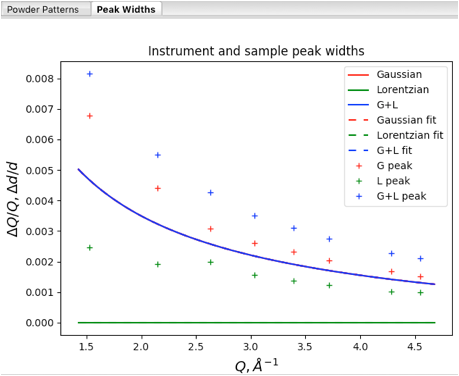 Powder Patterns Peak Widths
Instrument and sample peak widths
ΔQ/Q, Δd/d
0.008
0.007
0.006
0.005
0.004
0.003
0.002
0.001
0.000
Gaussian
Lorentzian
G+L
Gaussian fit
Lorentzian fit
G+L fit
G peak
L peak
G+L peak
1.5 2.0 2.5 3.0 3.5 4.0 4.5
Q, Å⁻¹